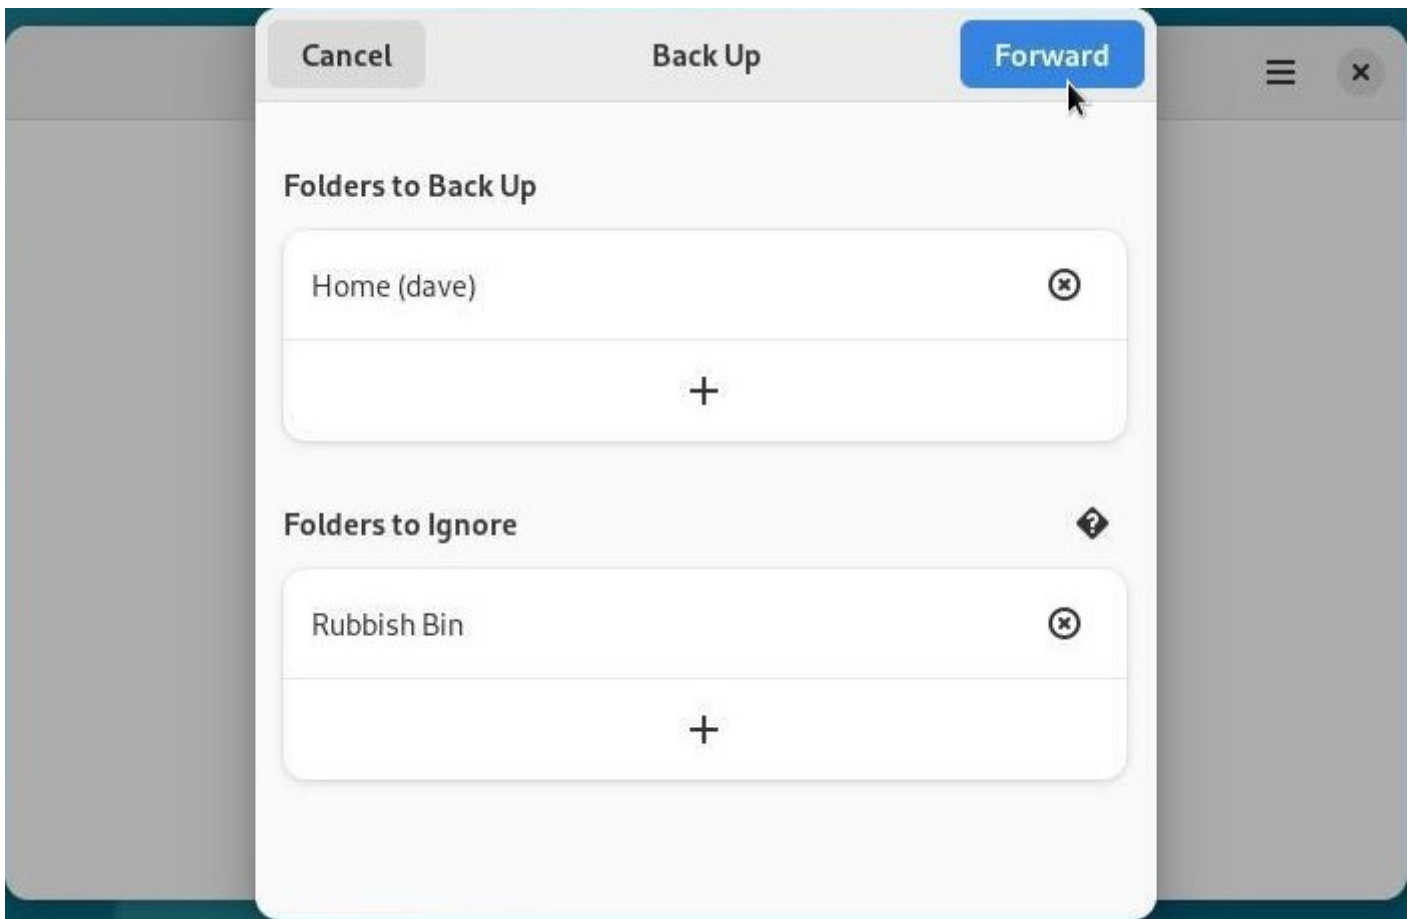 Cancel
Back Up
Forward
Folders to Back Up
Home (dave)
Folders to Ignore
Rubbish Bin